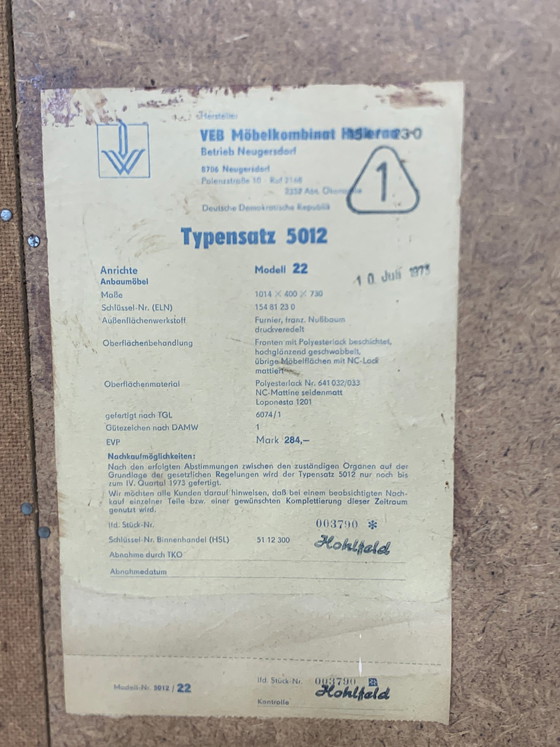 Hersteller
VEB Möbelkombinat
Betrieb Neugersdorf
8706 Neugersdorf
Deutsche Demokratische Republik
1
Typensatz 5012
Anrichte Modell 22
10. Juli 1973
Anbaumöbel
Maße 1014 × 400 × 730
Schlüssel-Nr. (ELN) 154 81 23 0
Außenflächenwerkstoff Furnier, franz. Nußbaum
druckveredelt
Oberflächenbehandlung Fronten mit Polyesterlack beschichtet,
hochglänzend geschwabbelt,
übrige Möbelflächen mit NC-Lack
mattiert
Oberflächenmaterial Polyesterlack Nr. 641 032/033
NC-Mattine seidenmatt
Loponesta 1201
gefertigt nach TGL 6074/1
Gütezeichen nach DAMW 1
EVP Mark 284,—
Nachkaufmöglichkeiten:
Nach den erfolgten Abstimmungen zwischen den zuständigen Organen auf der
Grundlage der gesetzlichen Regelungen wird der Typensatz 5012 nur noch bis
zum IV. Quartal 1973 gefertigt.
Wir möchten alle Kunden darauf hinweisen, daß bei einem beabsichtigten Nach-
kauf einzelner Teile bzw. einer gewünschten Komplettierung dieser Zeitraum
genutzt wird.
lfd. Stück-Nr. 003790 *
Schlüssel-Nr. Binnenhandel (HSL) 51 12 300 Hohlfeld
Abnahme durch TKO
Abnahmedatum
lfd. Stück-Nr. 003790
Modell-Nr. 5012 / 22 Hohlfeld
Kontrolle